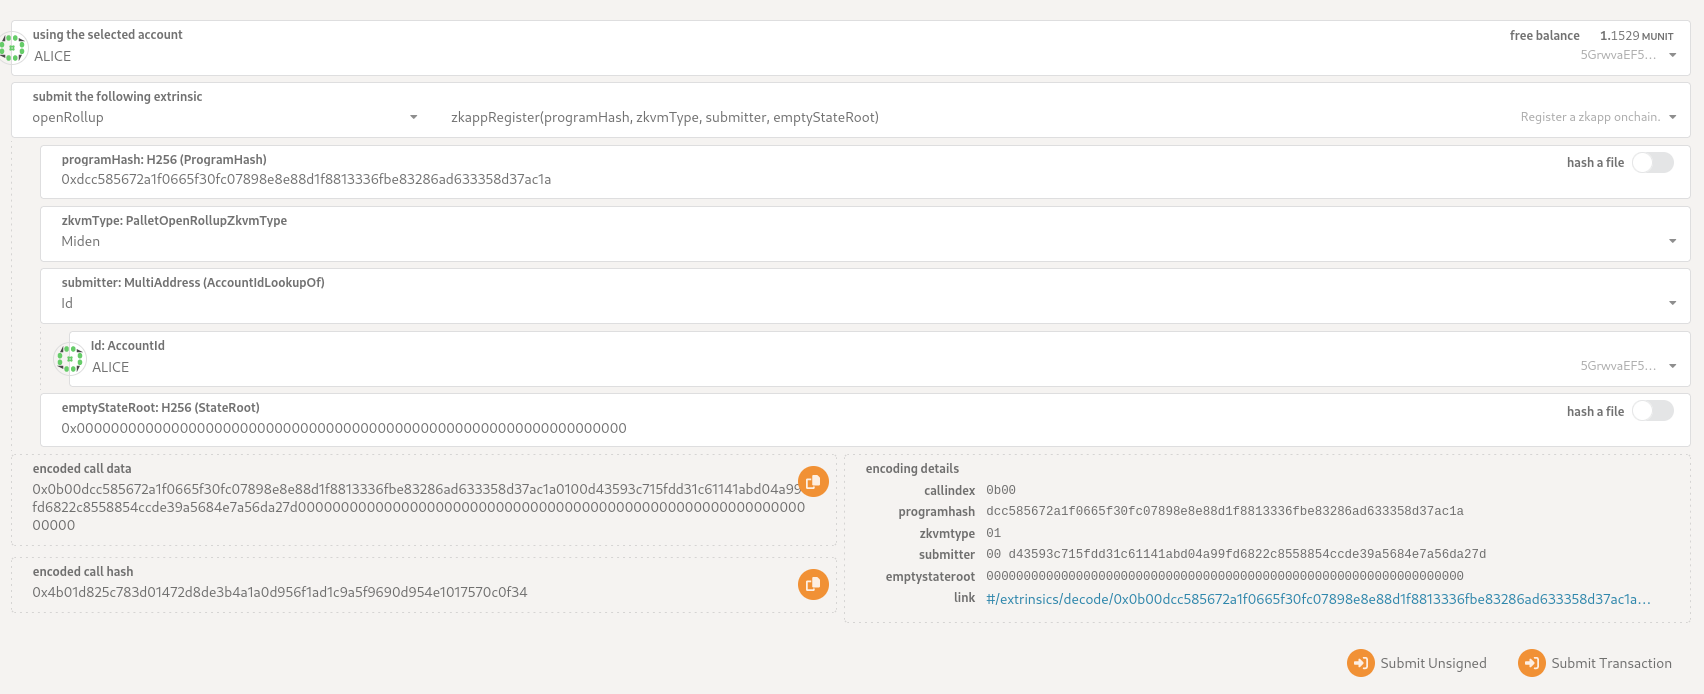 using the selected account
free balance 1.1529 MUNIT
ALICE
5GrwvaEF5…
submit the following extrinsic
openRollup
zkappRegister(programHash, zkvmType, submitter, emptyStateRoot)
Register a zkapp onchain.
programHash: H256 (ProgramHash)
hash a file
0xdcc585672a1f0665f30fc07898e8e88d1f8813336fbe83286ad633358d37ac1a
zkvmType: PalletOpenRollupZkvmType
Miden
submitter: MultiAddress (AccountIdLookupOf)
Id
Id: AccountId
ALICE
5GrwvaEF5…
emptyStateRoot: H256 (StateRoot)
hash a file
0x0000000000000000000000000000000000000000000000000000000000000000
encoded call data
0x0b00dcc585672a1f0665f30fc07898e8e88d1f8813336fbe83286ad633358d37ac1a0100d43593c715fdd31c61141abd04a99
fd6822c8558854ccde39a5684e7a56da27d00000000000000000000000000000000000000000000000000000000000
00000
encoded call hash
0x4b01d825c783d01472d8de3b4a1a0d956f1ad1c9a5f9690d954e1017570c0f34
encoding details
callindex 0b00
programhash dcc585672a1f0665f30fc07898e8e88d1f8813336fbe83286ad633358d37ac1a
zkvmtype 01
submitter 00 d43593c715fdd31c61141abd04a99fd6822c8558854ccde39a5684e7a56da27d
emptystateroot 0000000000000000000000000000000000000000000000000000000000000000
link #/extrinsics/decode/0x0b00dcc585672a1f0665f30fc07898e8e88d1f8813336fbe83286ad633358d37ac1a…
Submit Unsigned
Submit Transaction